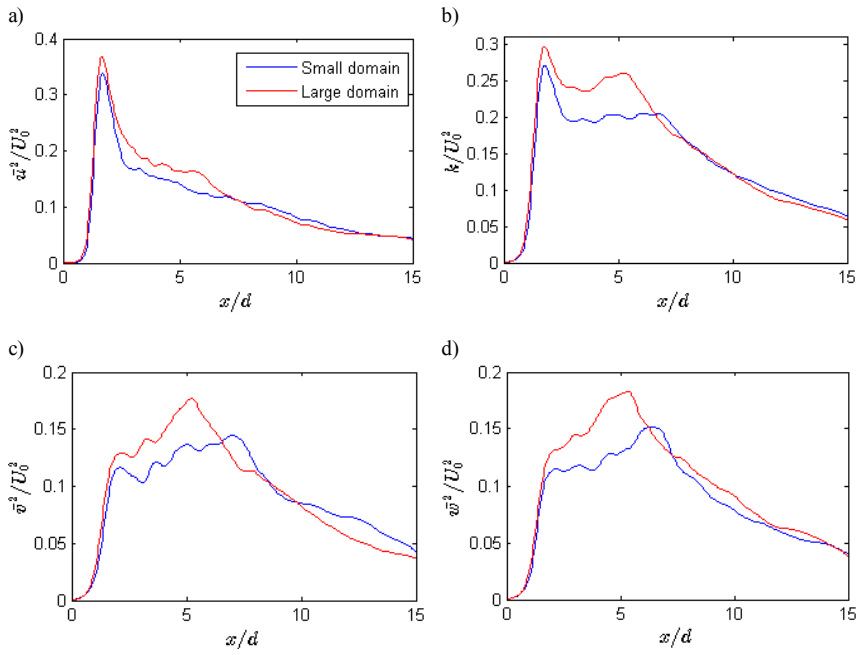 a)
0.4
0.3
0.2
0.1
0
ū²/U₀²
0
5
10
15
x/d
Small domain
Large domain
b)
0.3
0.25
0.2
0.15
0.1
0.05
0
k/U₀²
0
5
10
15
x/d
c)
0.2
0.15
0.1
0.05
0
v̄²/U₀²
0
5
10
15
x/d
d)
0.2
0.15
0.1
0.05
0
w̄²/U₀²
0
5
10
15
x/d